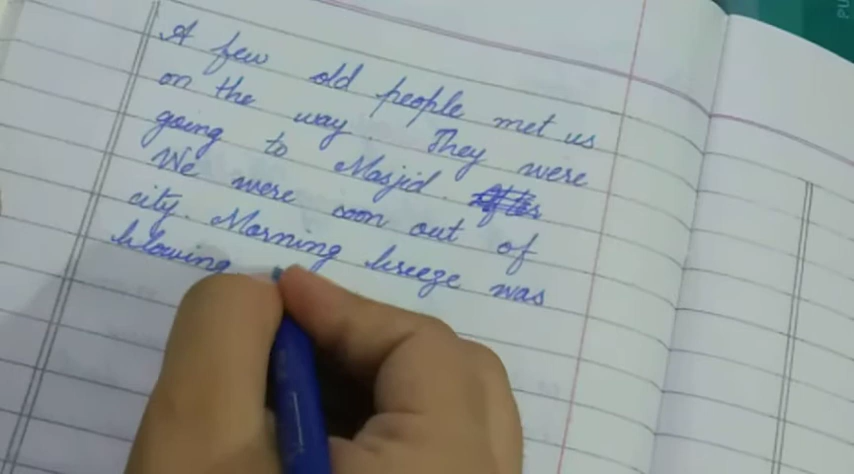 A few old people met us
on the way. They were
going to Masjid.
We were soon out of
city. Morning breeze was
blowing
PU